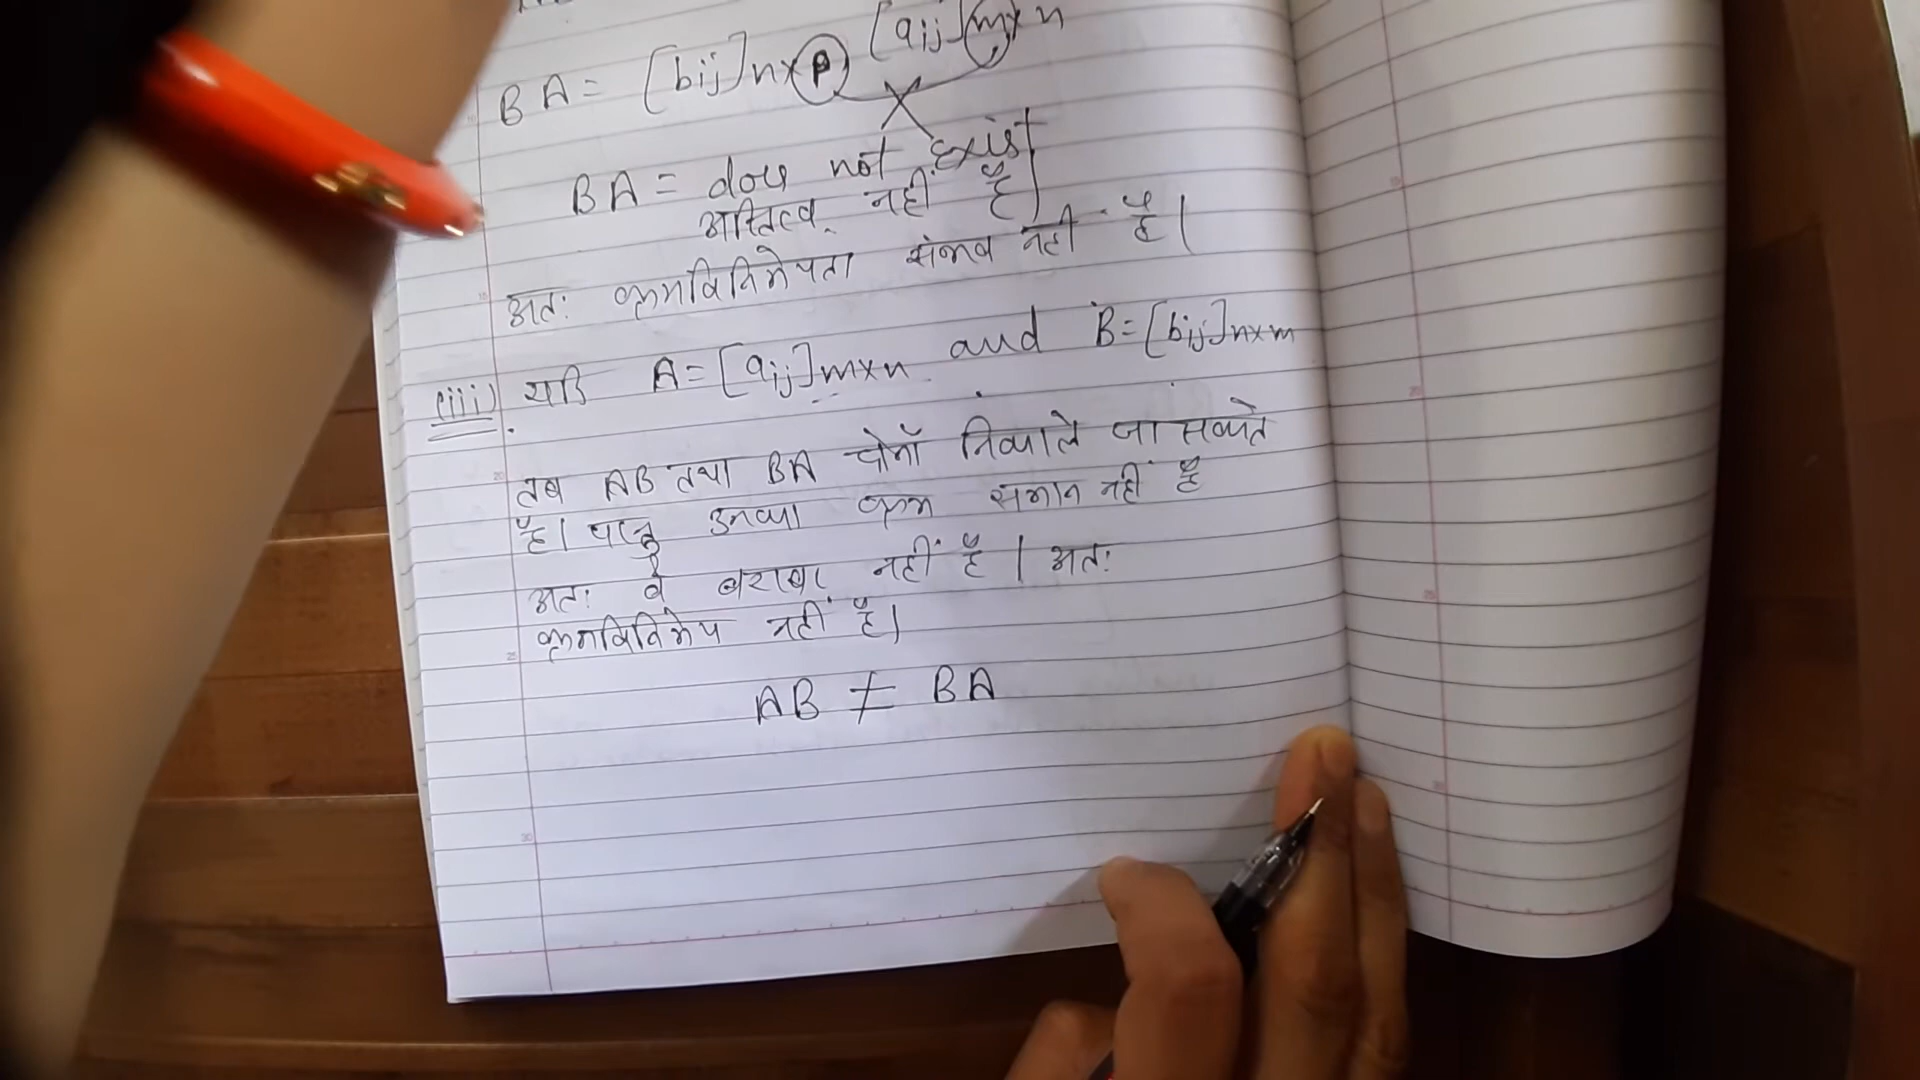 BA = [bij]n×p [aij]m×n
BA = does not exist
अस्तित्व नहीं है|
अतः क्रमविनिमेयता संभव नहीं है|
(iii) यदि A = [aij]m×n and B = [bij]n×m
तब AB तथा BA दोनों निकाले जा सकते
है| परन्तु उनका क्रम समान नहीं है
अतः वे बराबर नहीं है| अतः
क्रमविनिमेय नहीं है|
AB ≠ BA